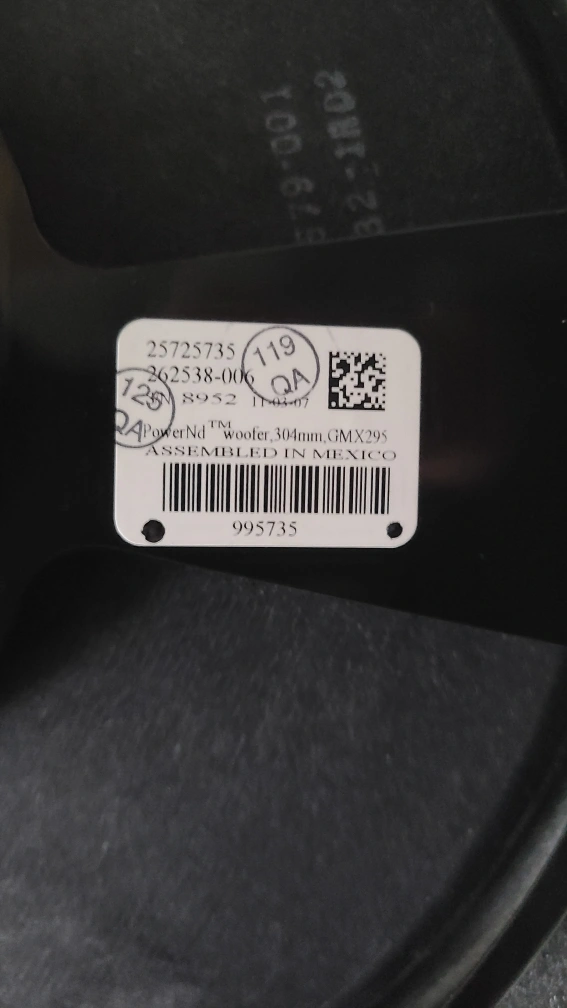 579-001
32-1R02
25725735
119
QA
262538-006
125
QA
8952 11-03-07
PowerNd™ woofer,304mm,GMX295
ASSEMBLED IN MEXICO
995735